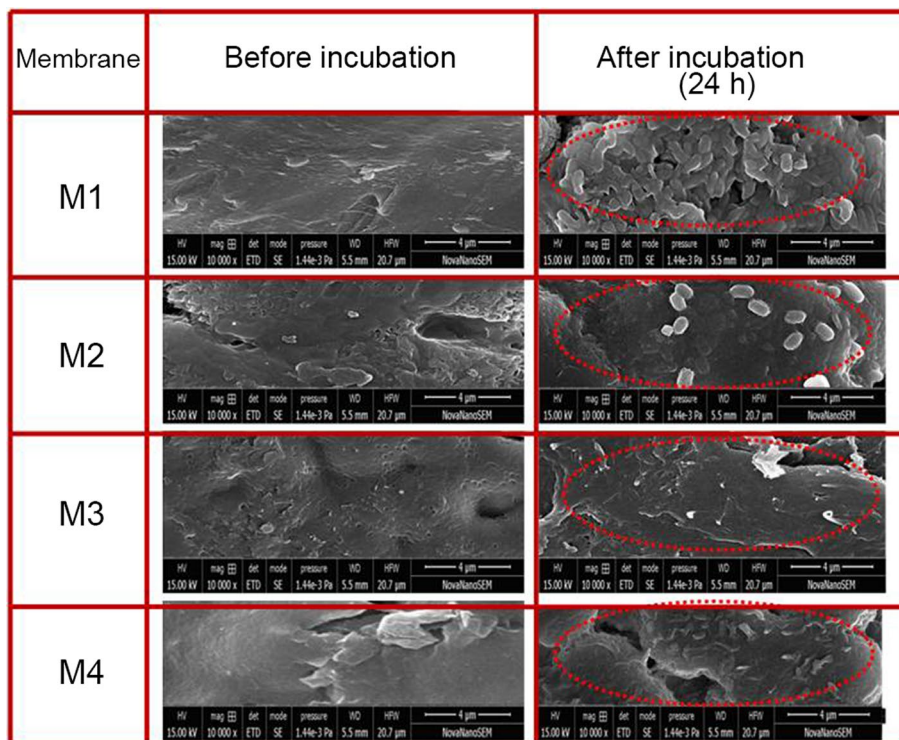 Membrane
Before incubation
After incubation
(24 h)
M1
HV mag det mode pressure WD HFW 4 µm
15.00 kV 10 000 x ETD SE 1.44e-3 Pa 5.5 mm 20.7 µm NovaNanoSEM
HV mag det mode pressure WD HFW 4 µm
15.00 kV 10 000 x ETD SE 1.44e-3 Pa 5.5 mm 20.7 µm NovaNanoSEM
M2
HV mag det mode pressure WD HFW 4 µm
15.00 kV 10 000 x ETD SE 1.44e-3 Pa 5.5 mm 20.7 µm NovaNanoSEM
HV mag det mode pressure WD HFW 4 µm
15.00 kV 10 000 x ETD SE 1.44e-3 Pa 5.5 mm 20.7 µm NovaNanoSEM
M3
HV mag det mode pressure WD HFW 4 µm
15.00 kV 10 000 x ETD SE 1.44e-3 Pa 5.5 mm 20.7 µm NovaNanoSEM
HV mag det mode pressure WD HFW 4 µm
15.00 kV 10 000 x ETD SE 1.44e-3 Pa 5.5 mm 20.7 µm NovaNanoSEM
M4
HV mag det mode pressure WD HFW 4 µm
15.00 kV 10 000 x ETD SE 1.44e-3 Pa 5.5 mm 20.7 µm NovaNanoSEM
HV mag det mode pressure WD HFW 4 µm
15.00 kV 10 000 x ETD SE 1.44e-3 Pa 5.5 mm 20.7 µm NovaNanoSEM